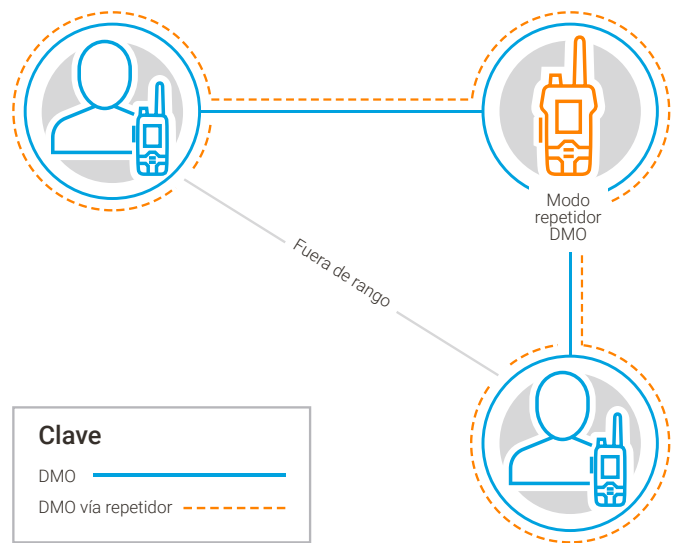 Modo
repetidor
DMO
Fuera de rango
Clave
DMO
DMO vía repetidor